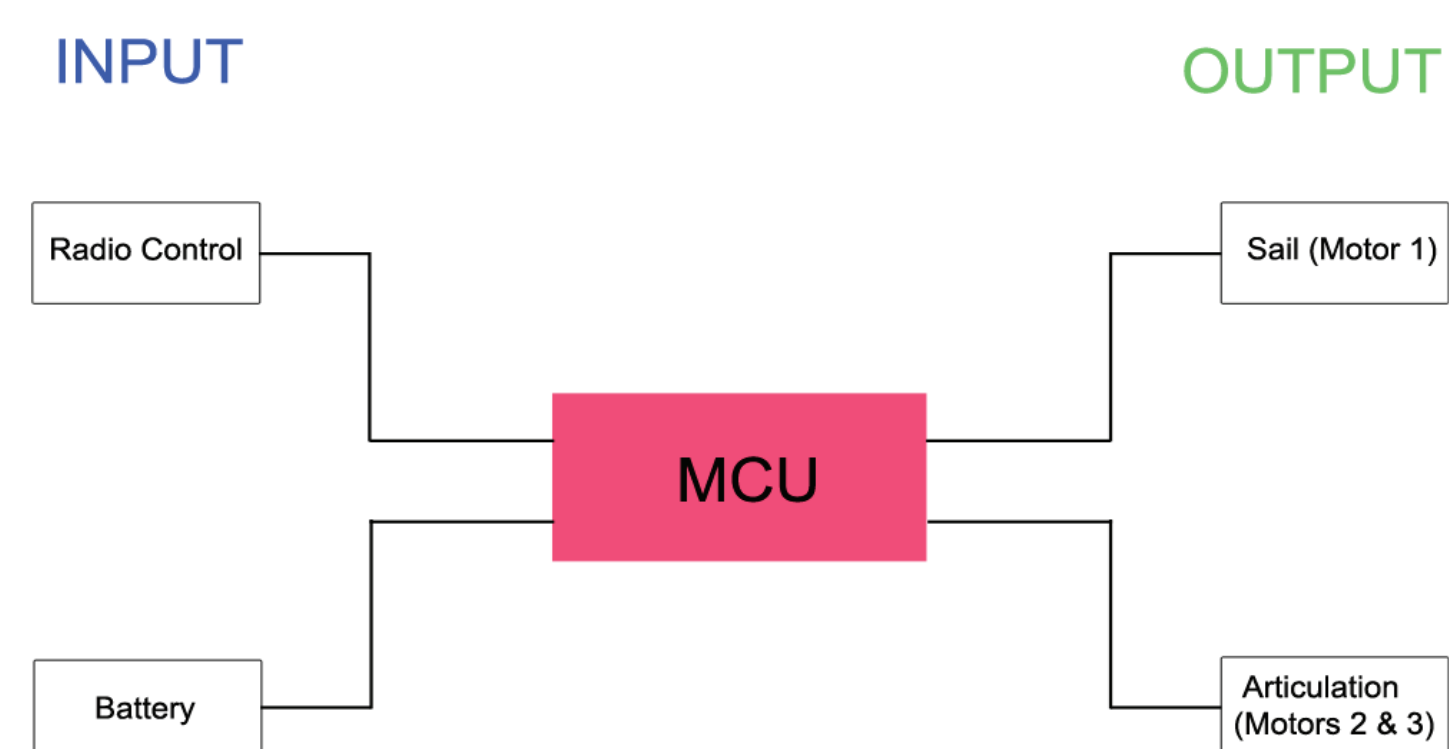 INPUT
OUTPUT
Radio Control
Sail (Motor 1)
MCU
Battery
Articulation
(Motors 2 & 3)